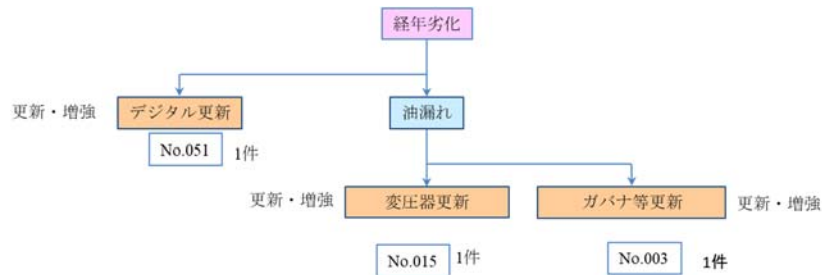 経年劣化
更新・増強 デジタル更新 油漏れ
No.051 1件
更新・増強 変圧器更新 ガバナ等更新 更新・増強
No.015 1件 No.003 1件